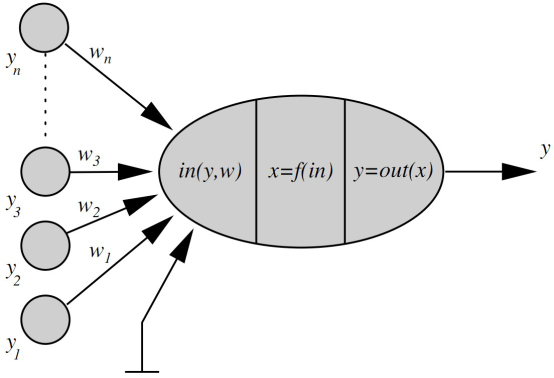 w_n
y_n
y
w_3
in(y,w) x=f(in) y=out(x)
y_3
w_2
y_2
w_1
y_1